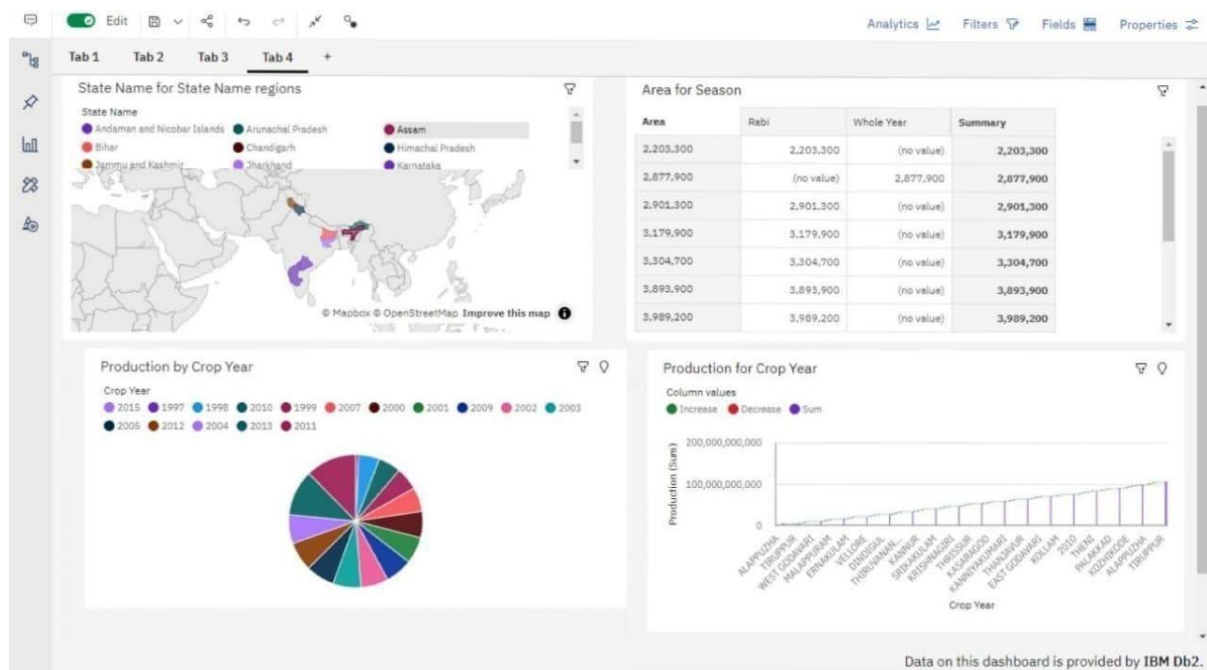 Edit
Analytics Filters Fields Properties
Tab 1 Tab 2 Tab 3 Tab 4 +
State Name for State Name regions
State Name
Andaman and Nicobar Islands Arunachal Pradesh Assam
Bihar Chandigarh Himachal Pradesh
Jammu and Kashmir Jharkhand Karnataka
© Mapbox © OpenStreetMap Improve this map
Area for Season
Area Rabi Whole Year Summary
2,203,300 2,203,300 (no value) 2,203,300
2,877,900 (no value) 2,877,900 2,877,900
2,901,300 2,901,300 (no value) 2,901,300
3,179,900 3,179,900 (no value) 3,179,900
3,304,700 3,304,700 (no value) 3,304,700
3,893,900 3,893,900 (no value) 3,893,900
3,989,200 3,989,200 (no value) 3,989,200
Production by Crop Year
Crop Year
2015 1997 1998 2010 1999 2007 2000 2001 2009 2002 2003
2005 2012 2004 2013 2011
Production for Crop Year
Column values
Increase Decrease Sum
Production (Sum)
200,000,000,000
100,000,000,000
0
ALAPPUZHA
TIRUPPUR
WEST GODAVARI
MALAPPURAM
ERNAKULAM
VELLORE
DINDIGUL
THIRUVANAN...
KANNUR
SRIKAKULAM
KRISHNAGIRI
THRISSUR
KASARAGOD
KANNIYAKUMARI
THANJAVUR
EAST GODAVARI
KOLLAM
2010
THENI
PALAKKAD
KOZHIKODE
ALAPPUZHA
TIRUPPUR
Crop Year
Data on this dashboard is provided by IBM Db2.